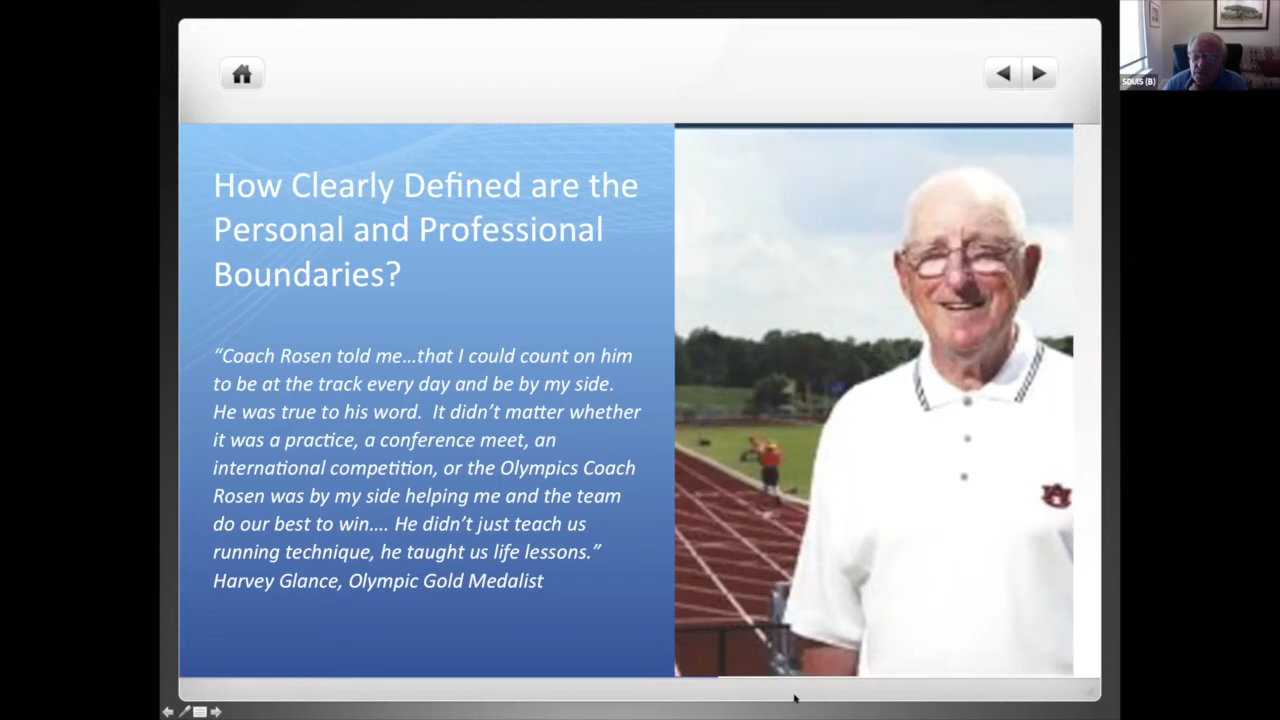 SDUIS (B)
How Clearly Defined are the
Personal and Professional
Boundaries?
“Coach Rosen told me…that I could count on him
to be at the track every day and be by my side.
He was true to his word.  It didn’t matter whether
it was a practice, a conference meet, an
international competition, or the Olympics Coach
Rosen was by my side helping me and the team
do our best to win…. He didn’t just teach us
running technique, he taught us life lessons.”
Harvey Glance, Olympic Gold Medalist